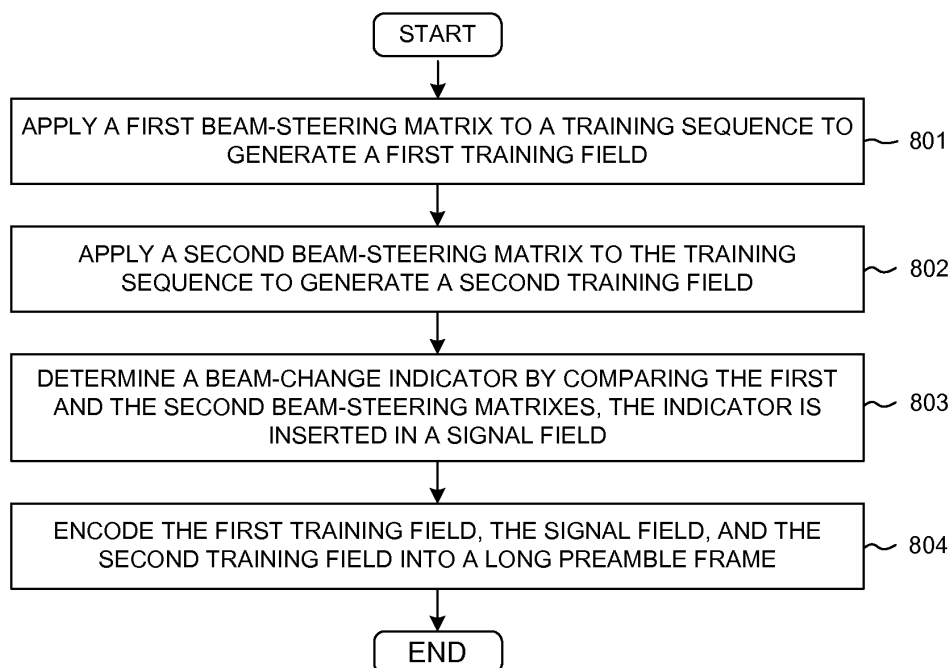 START
APPLY A FIRST BEAM-STEERING MATRIX TO A TRAINING SEQUENCE TO
GENERATE A FIRST TRAINING FIELD
801
APPLY A SECOND BEAM-STEERING MATRIX TO THE TRAINING
SEQUENCE TO GENERATE A SECOND TRAINING FIELD
802
DETERMINE A BEAM-CHANGE INDICATOR BY COMPARING THE FIRST
AND THE SECOND BEAM-STEERING MATRIXES, THE INDICATOR IS
INSERTED IN A SIGNAL FIELD
803
ENCODE THE FIRST TRAINING FIELD, THE SIGNAL FIELD, AND THE
SECOND TRAINING FIELD INTO A LONG PREAMBLE FRAME
804
END